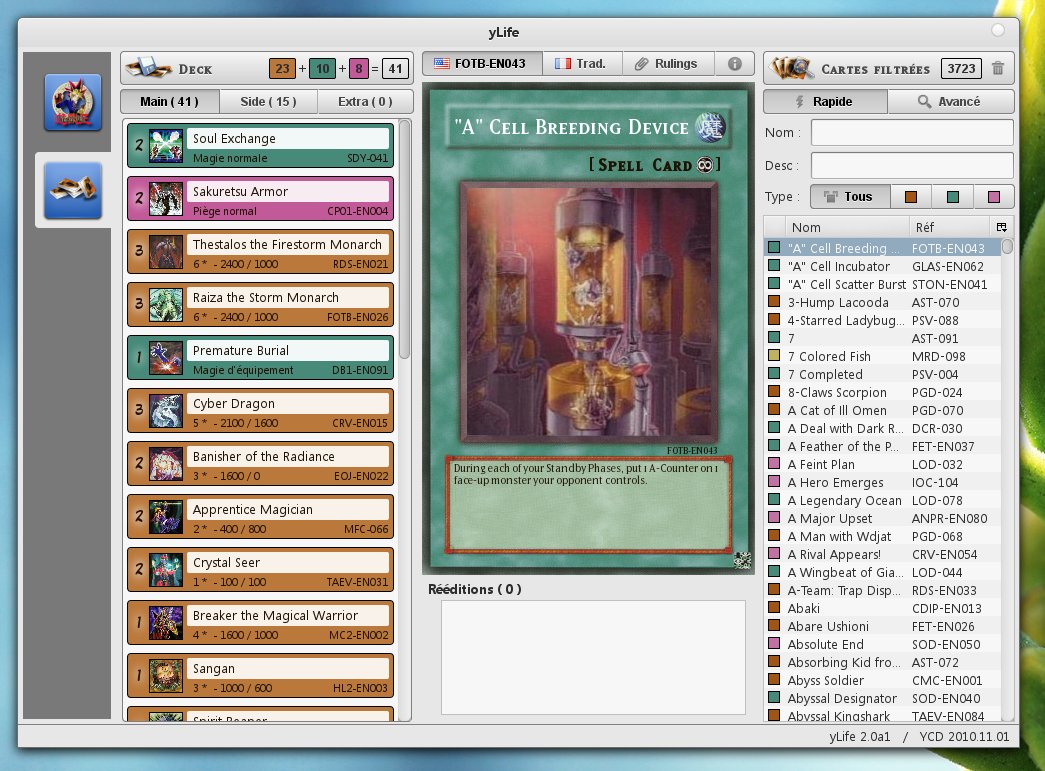 yLife
Deck 23 + 10 + 8 = 41
Main ( 41 ) Side ( 15 ) Extra ( 0 )
2 Soul Exchange
Magie normale SDY-041
2 Sakuretsu Armor
Piège normal CP01-EN004
3 Thestalos the Firestorm Monarch
6 * - 2400 / 1000 RDS-EN021
3 Raiza the Storm Monarch
6 * - 2400 / 1000 FOTB-EN026
1 Premature Burial
Magie d'équipement DB1-EN091
3 Cyber Dragon
5 * - 2100 / 1600 CRV-EN015
2 Banisher of the Radiance
3 * - 1600 / 0 EOJ-EN022
2 Apprentice Magician
2 * - 400 / 800 MFC-066
2 Crystal Seer
1 * - 100 / 100 TAEV-EN031
1 Breaker the Magical Warrior
4 * - 1600 / 1000 MC2-EN002
1 Sangan
3 * - 1000 / 600 HL2-EN003
Spirit Reaper
FOTB-EN043 Trad. Rulings
"A" Cell Breeding Device 魔
[ Spell Card ]
FOTB-EN043
During each of your Standby Phases, put 1 A-Counter on 1
face-up monster your opponent controls.
Rééditions ( 0 )
Cartes filtrées 3723
Rapide Avancé
Nom :
Desc :
Type : Tous
Nom Réf
"A" Cell Breeding ... FOTB-EN043
"A" Cell Incubator GLAS-EN062
"A" Cell Scatter Burst STON-EN041
3-Hump Lacooda AST-070
4-Starred Ladybug... PSV-088
7 AST-091
7 Colored Fish MRD-098
7 Completed PSV-004
8-Claws Scorpion PGD-024
A Cat of Ill Omen PGD-070
A Deal with Dark R... DCR-030
A Feather of the P... FET-EN037
A Feint Plan LOD-032
A Hero Emerges IOC-104
A Legendary Ocean LOD-078
A Major Upset ANPR-EN080
A Man with Wdjat PGD-068
A Rival Appears! CRV-EN054
A Wingbeat of Gia... LOD-044
A-Team: Trap Disp... RDS-EN033
Abaki CDIP-EN013
Abare Ushioni FET-EN026
Absolute End SOD-EN050
Absorbing Kid fro... AST-072
Abyss Soldier CMC-EN001
Abyssal Designator SOD-EN040
Abyssal Kingshark TAEV-EN084
yLife 2.0a1 / YCD 2010.11.01